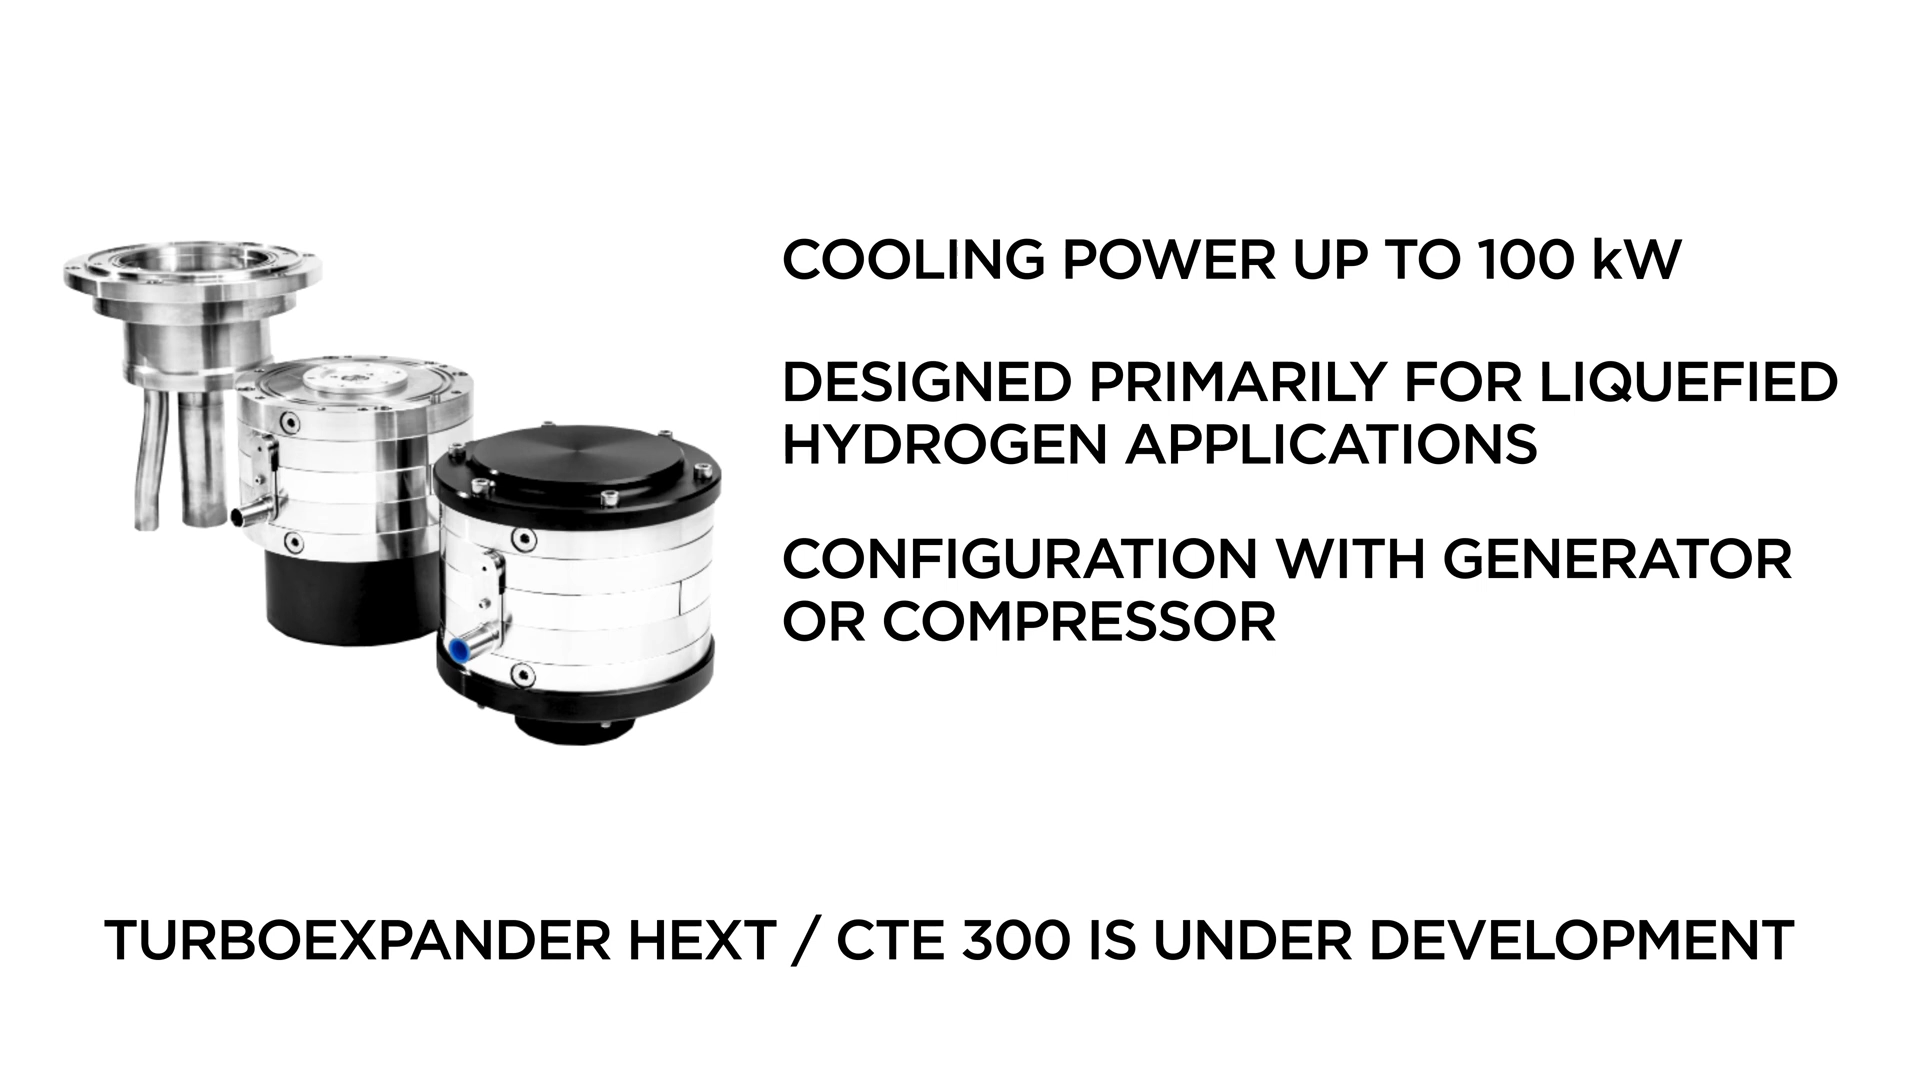 COOLING POWER UP TO 100 kW
DESIGNED PRIMARILY FOR LIQUEFIED
HYDROGEN APPLICATIONS
CONFIGURATION WITH GENERATOR
OR COMPRESSOR
TURBOEXPANDER HEXT / CTE 300 IS UNDER DEVELOPMENT